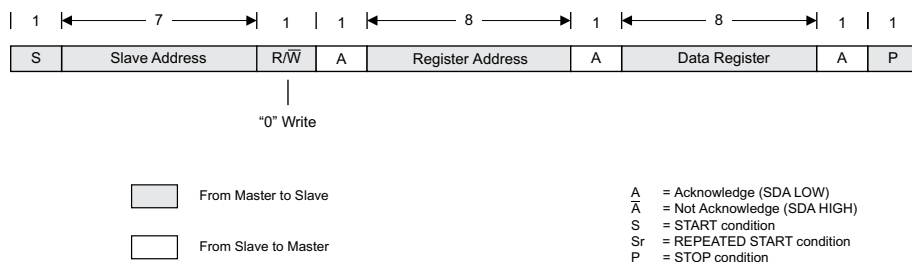 1 7 1 1 8 1 8 1 1
S Slave Address R/W̅ A Register Address A Data Register A P
“0” Write
From Master to Slave
From Slave to Master
A = Acknowledge (SDA LOW)
A̅ = Not Acknowledge (SDA HIGH)
S = START condition
Sr = REPEATED START condition
P = STOP condition